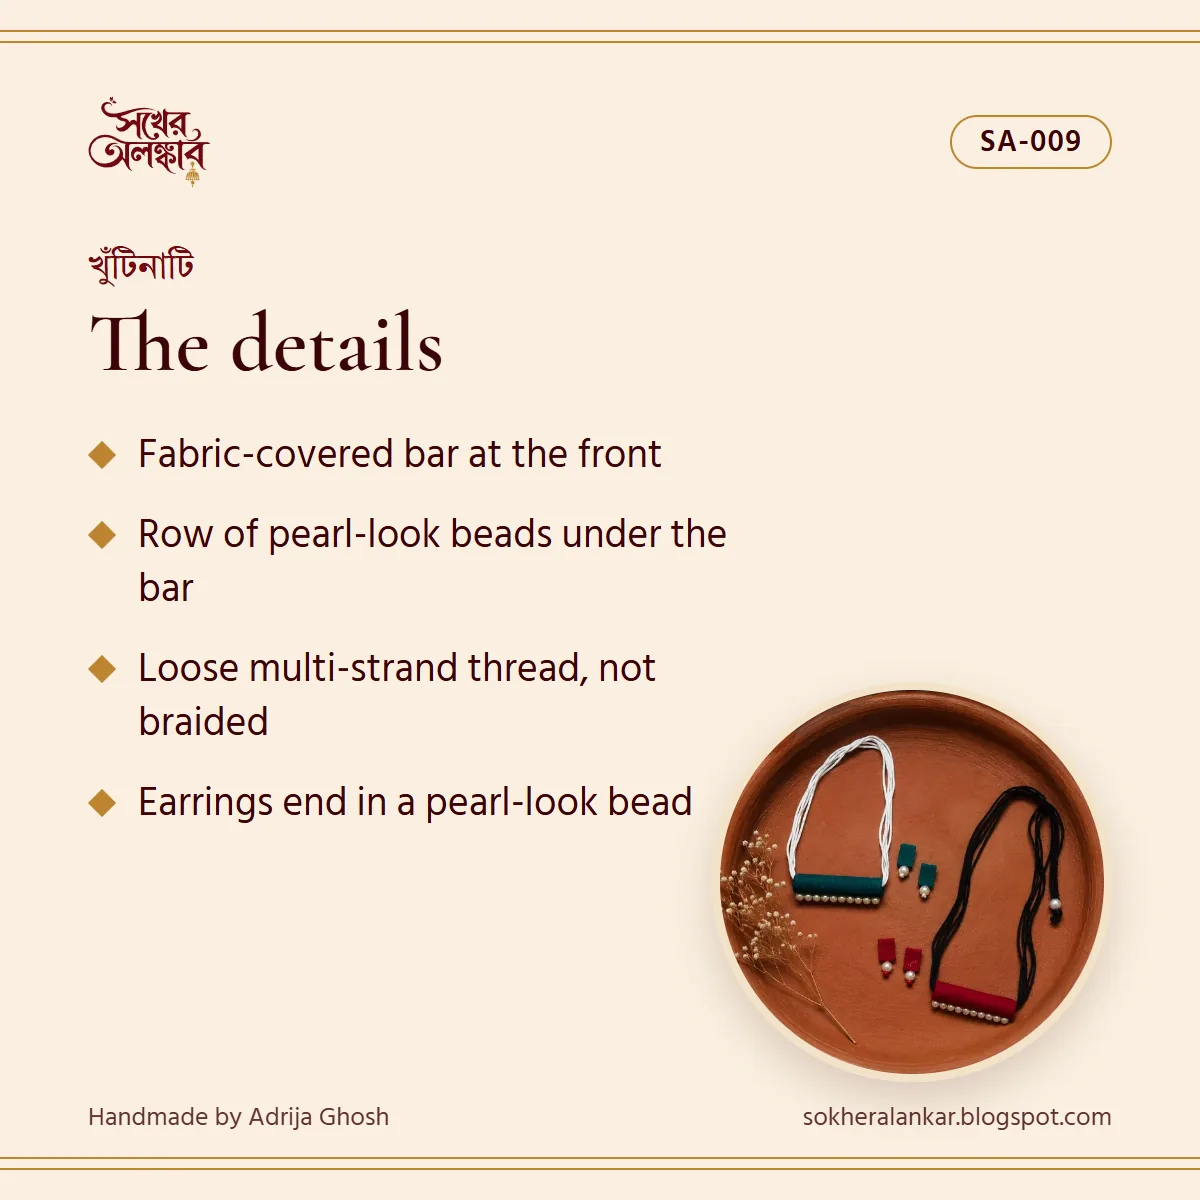 সখের
অলঙ্কার
SA-009
খুঁটিনাটি
The details
Fabric-covered bar at the front
Row of pearl-look beads under the
bar
Loose multi-strand thread, not
braided
Earrings end in a pearl-look bead
Handmade by Adrija Ghosh
sokheralankar.blogspot.com